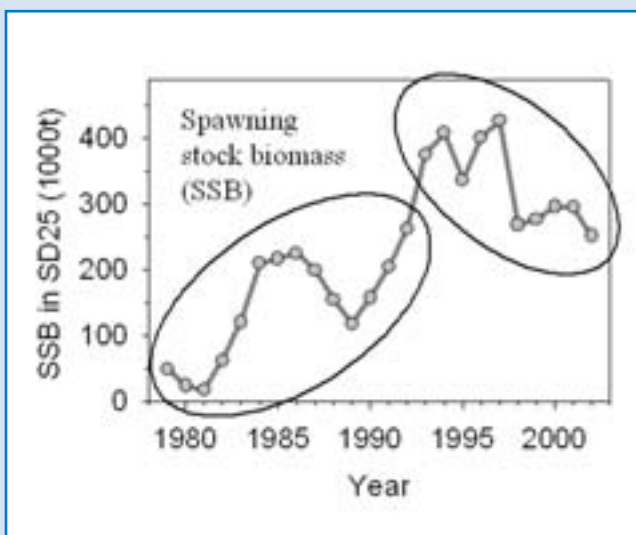 Spawning
stock biomass
(SSB)
SSB in SD25 (1000t)
400
300
200
100
0
1980 1985 1990 1995 2000
Year